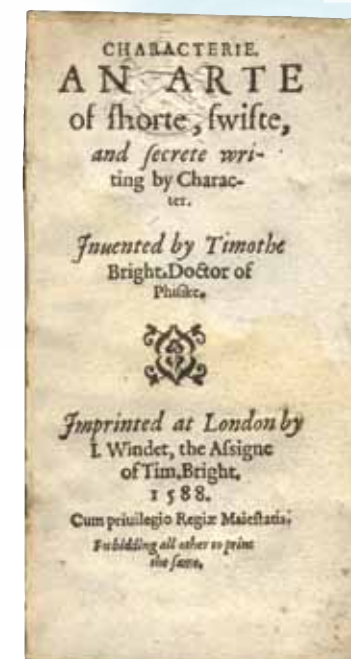 CHARACTERIE.
AN ARTE
of ſhorte, ſwifte,
and ſecrete wri-
ting by Charac-
ter.
Inuented by Timothe
Bright, Doctor of
Phiſike.
Imprinted at London by
I. Windet, the Aſsigne
of Tim. Bright.
1588.
Cum priuilegio Regiæ Maieſtatis.
Forbidding all other to print
the ſame.